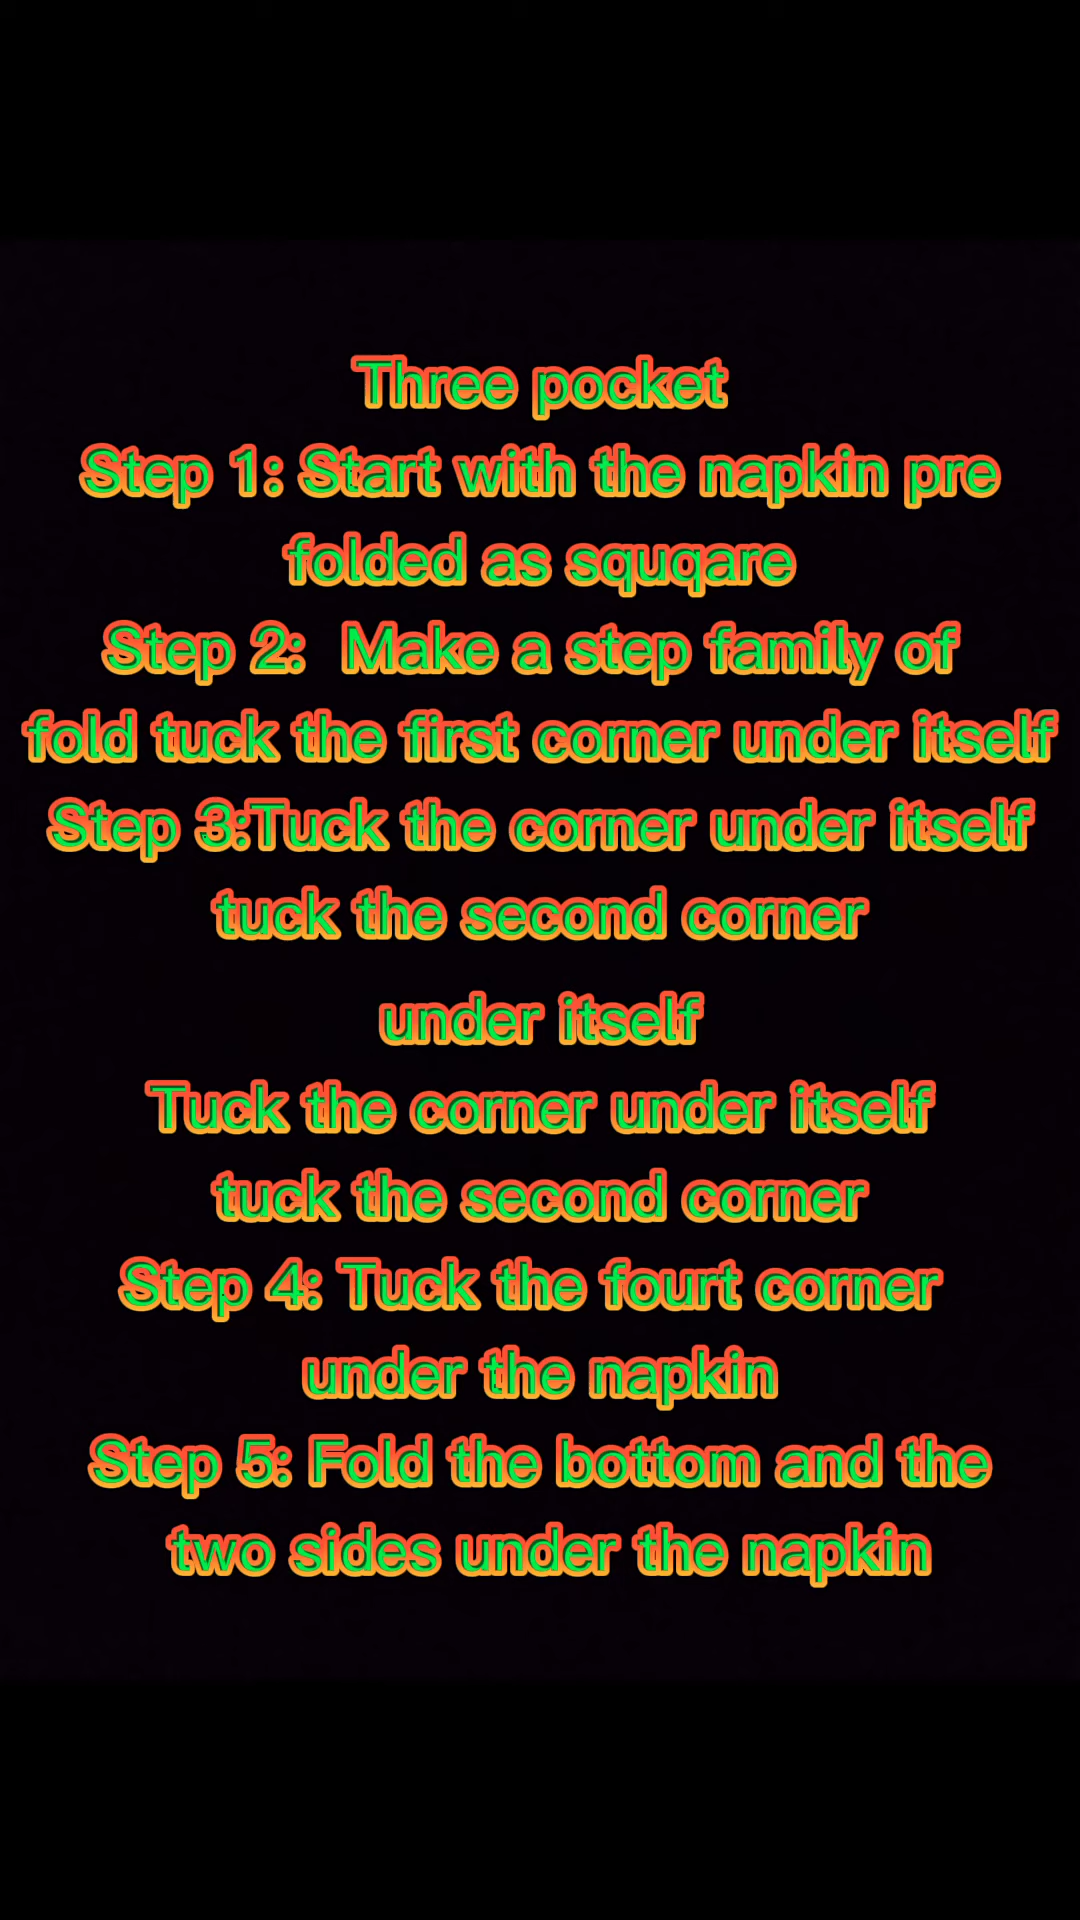 Three pocket
Step 1: Start with the napkin pre
folded as squqare
Step 2:  Make a step family of
fold tuck the first corner under itself
Step 3:Tuck the corner under itself
tuck the second corner
under itself
Tuck the corner under itself
tuck the second corner
Step 4: Tuck the fourt corner
under the napkin
Step 5: Fold the bottom and the
two sides under the napkin